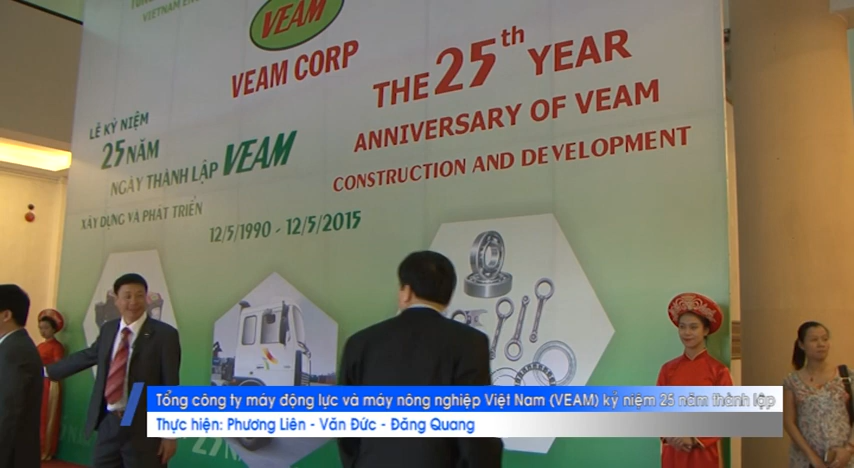 VIETNAM EN
VEAM
VEAM CORP
THE 25th YEAR
ANNIVERSARY OF VEAM
CONSTRUCTION AND DEVELOPMENT
LỄ KỶ NIỆM
25 NĂM
NGÀY THÀNH LẬP VEAM
XÂY DỰNG VÀ PHÁT TRIỂN
12/5/1990 - 12/5/2015
Tổng công ty máy động lực và máy nông nghiệp Việt Nam (VEAM) kỷ niệm 25 năm thành lập
Thực hiện: Phương Liên - Văn Đức - Đăng Quang